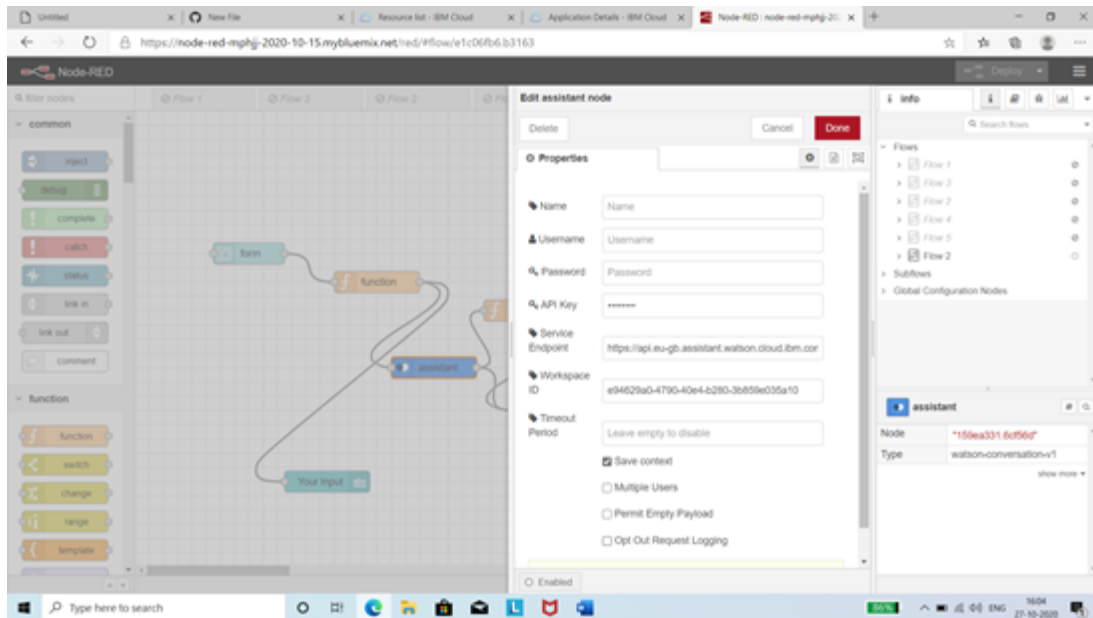 Untitled
New File
Resource list - IBM Cloud
Application Details - IBM Cloud
Node-RED : node-red-mphjj-20
https://node-red-mphjj-2020-10-15.mybluemix.net/red/#flow/e1c06fb6.b3163
Node-RED
Deploy
filter nodes
Flow 1
Flow 3
Flow 2
common
inject
debug
complete
catch
status
link in
link out
comment
function
function
switch
change
range
template
form
function
assistant
Your Input
Edit assistant node
Delete
Cancel
Done
Properties
Name
Name
Username
Username
Password
Password
API Key
••••••••
Service
Endpoint
https://api.eu-gb.assistant.watson.cloud.ibm.cor
Workspace
ID
e94629a0-4790-40e4-b280-3b859e035a10
Timeout
Period
Leave empty to disable
Save context
Multiple Users
Permit Empty Payload
Opt Out Request Logging
Enabled
info
Search flows
Flows
Flow 1
Flow 3
Flow 2
Flow 4
Flow 5
Flow 2
Subflows
Global Configuration Nodes
assistant
Node
"159ea331.6cf56d"
Type
watson-conversation-v1
show more
Type here to search
86%
ENG
16:04
27-10-2020